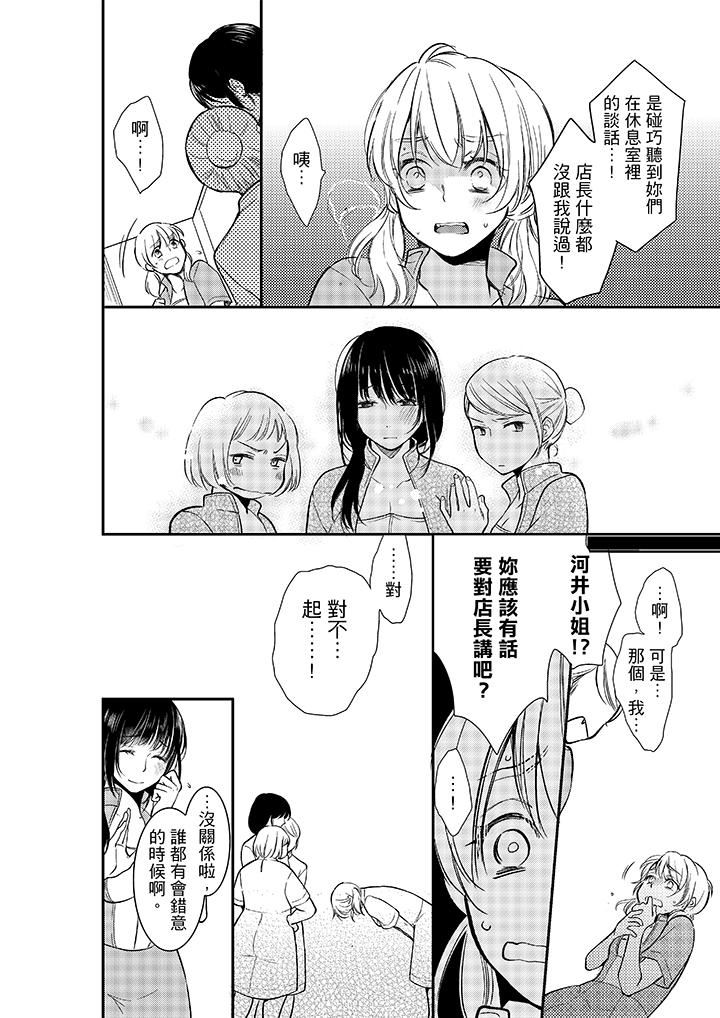 是碰巧聽到妳們
在休息室裡
的談話…！
店長什麼都
沒跟我說過！
咦…
啊…！
…啊！
可是…
那個，我…
河井小姐!?
妳應該有話
要對店長講吧？
…！
……對
對不…
起……！
…沒關係啦，
誰都有會錯意
的時候啊。